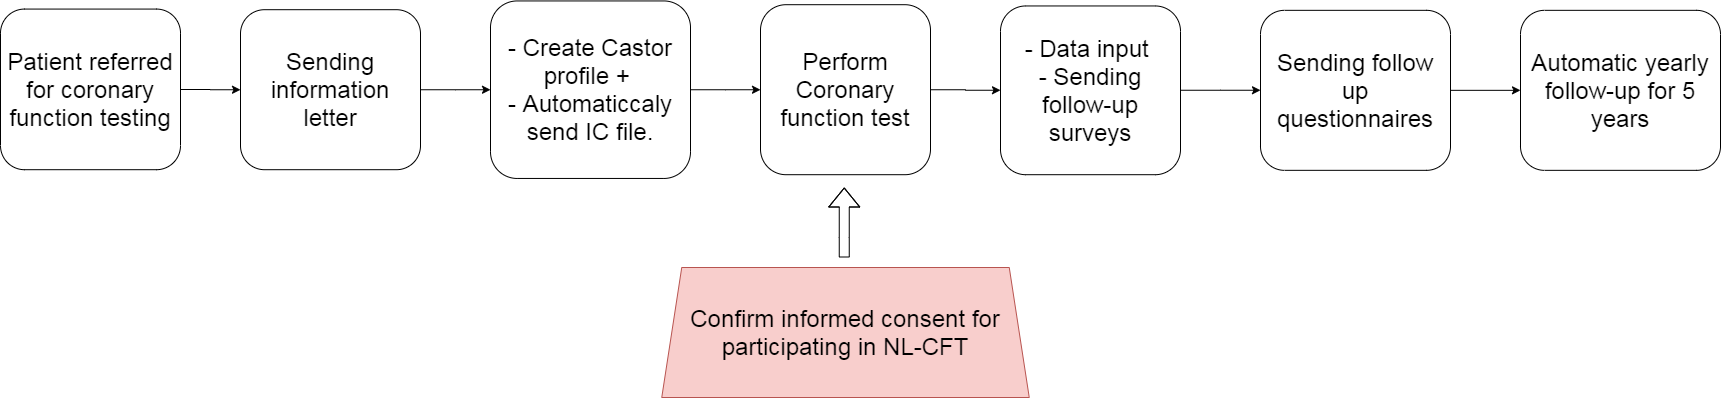 Patient referred
for coronary
function testing
Sending
information
letter
- Create Castor
profile +
- Automaticcaly
send IC file.
Perform
Coronary
function test
- Data input
- Sending
follow-up
surveys
Sending follow
up
questionnaires
Automatic yearly
follow-up for 5
years
Confirm informed consent for
participating in NL-CFT